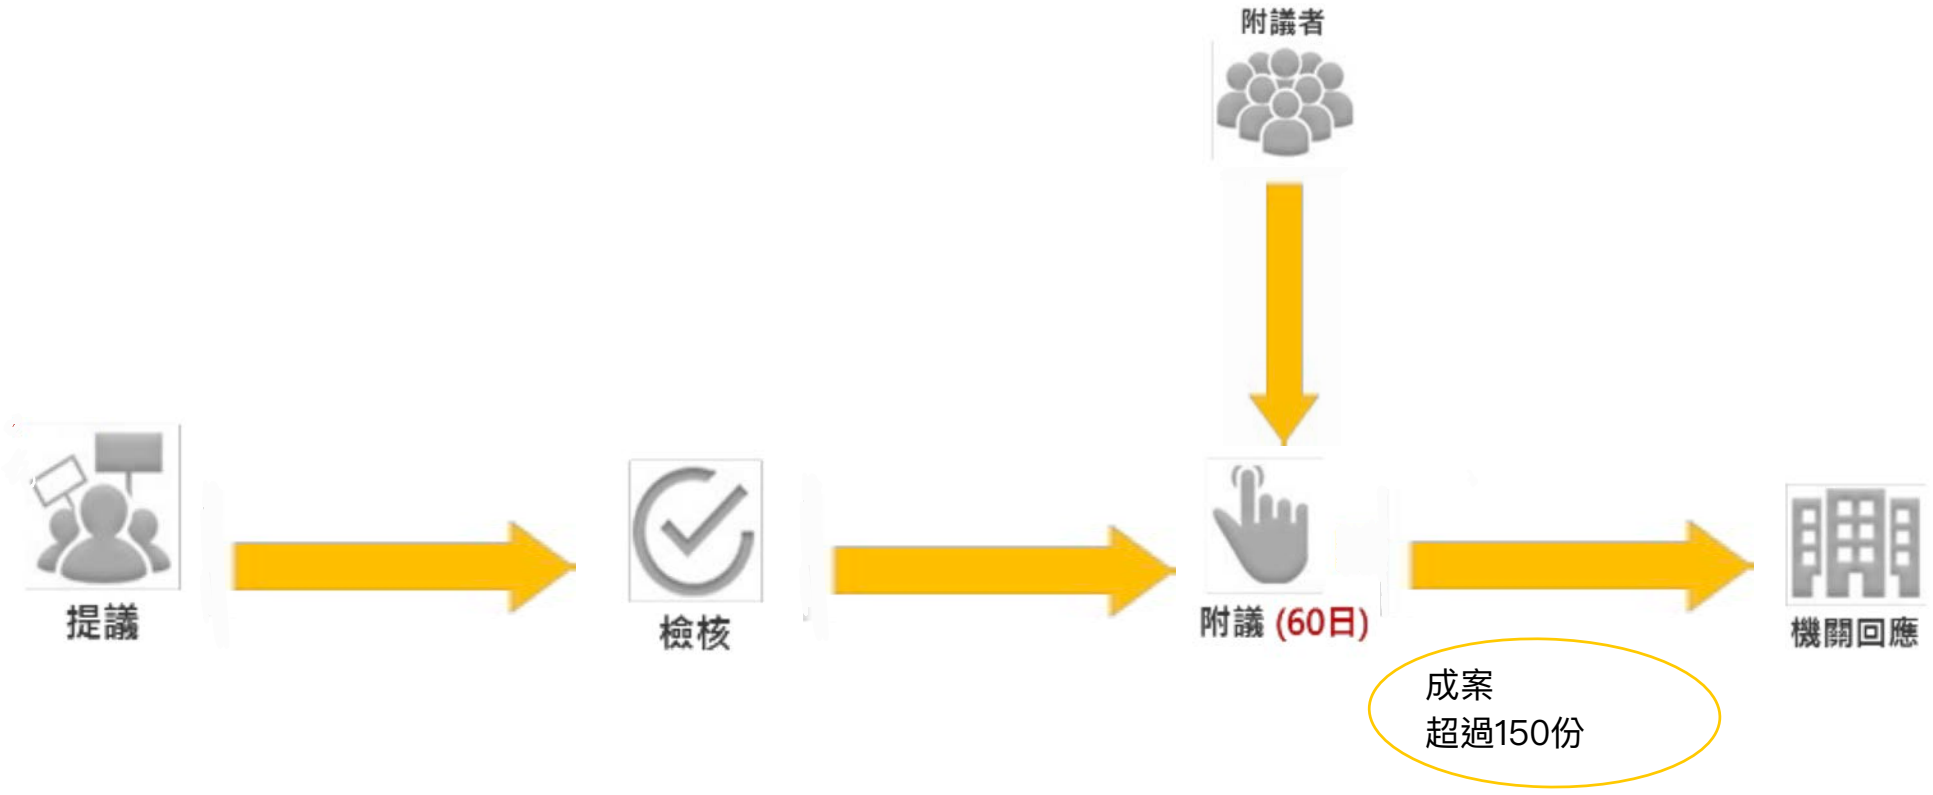 附議者
提議
檢核
附議 (60日)
機關回應
成案
超過150份